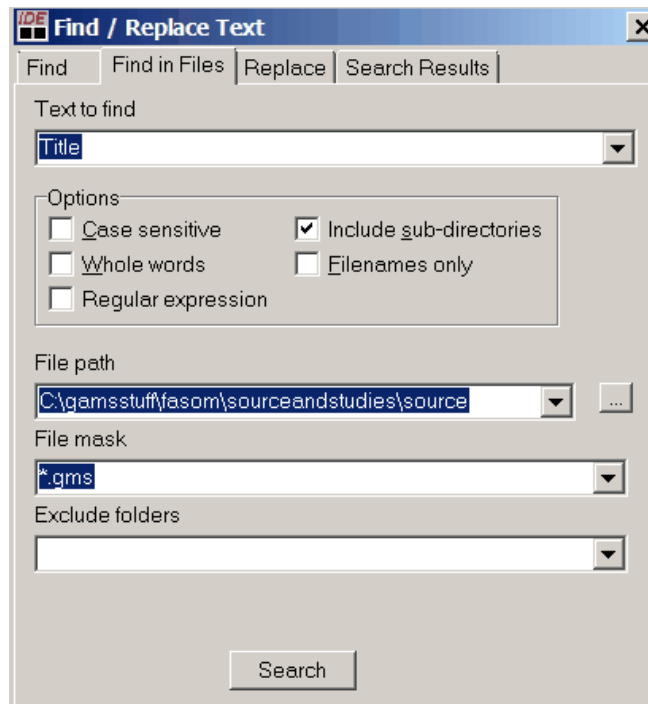 IDE Find / Replace Text
Find Find in Files Replace Search Results
Text to find
Title
Options
Case sensitive Include sub-directories
Whole words Filenames only
Regular expression
File path
C:\gamsstuff\fasom\sourceandstudies\source ...
File mask
*.gms
Exclude folders
Search